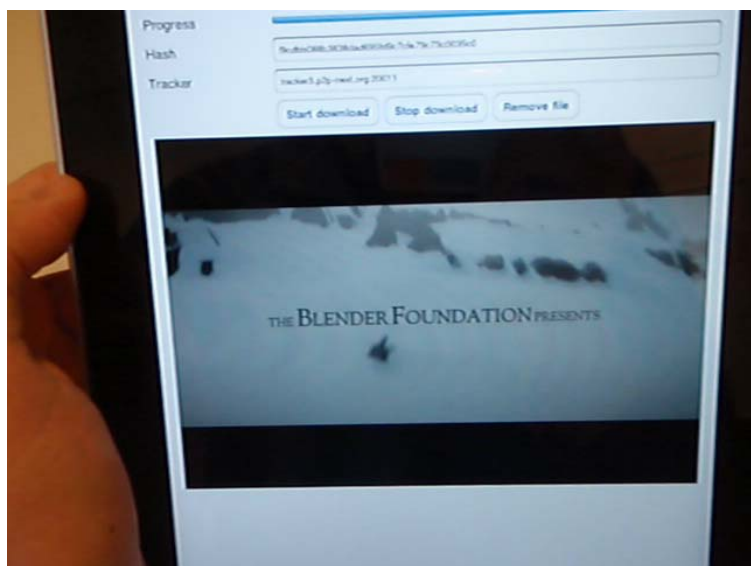 Progress
Hash
Tracker
Start download Stop download Remove file
THE BLENDER FOUNDATION PRESENTS